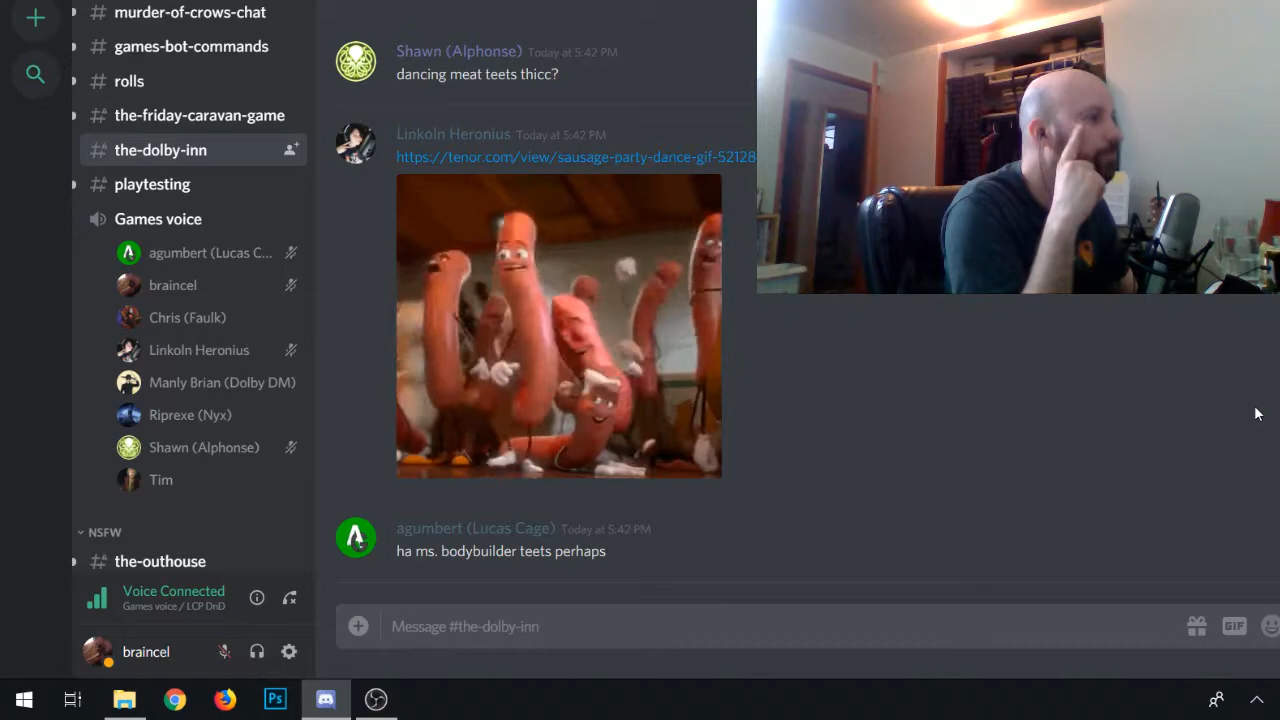 murder-of-crows-chat
games-bot-commands
rolls
the-friday-caravan-game
the-dolby-inn
playtesting
Games voice
agumbert (Lucas C...
braincel
Chris (Faulk)
Linkoln Heronius
Manly Brian (Dolby DM)
Riprexe (Nyx)
Shawn (Alphonse)
Tim
NSFW
the-outhouse
Voice Connected
Games voice / LCP DnD
braincel
Shawn (Alphonse) Today at 5:42 PM
dancing meat teets thicc?
Linkoln Heronius Today at 5:42 PM
https://tenor.com/view/sausage-party-dance-gif-52128
agumbert (Lucas Cage) Today at 5:42 PM
ha ms. bodybuilder teets perhaps
Message #the-dolby-inn
GIF
Ps